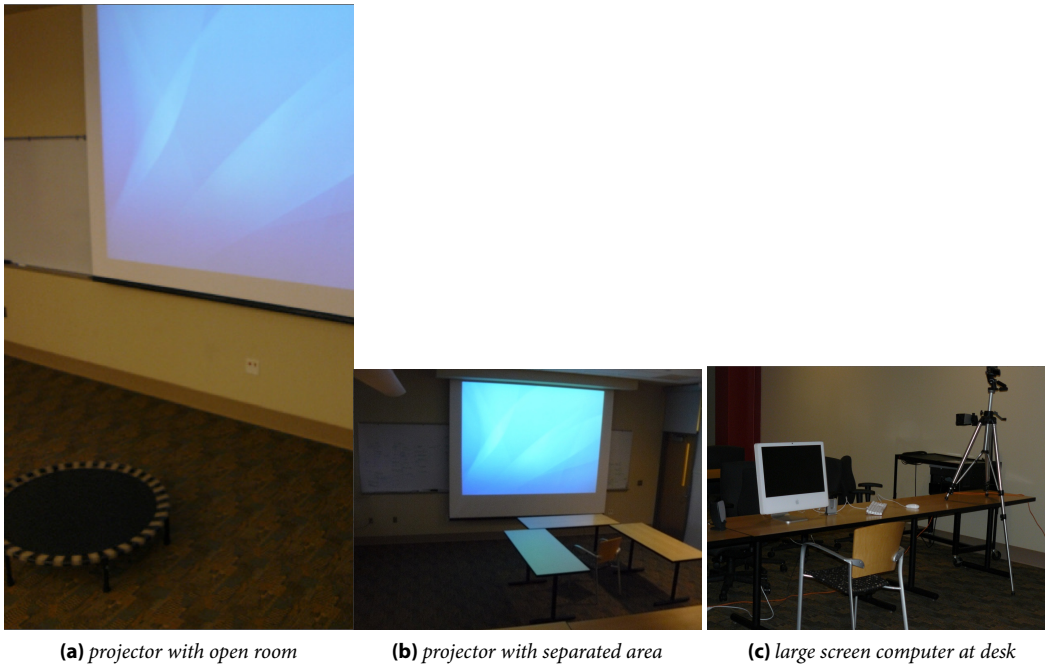 (a) projector with open room
(b) projector with separated area
(c) large screen computer at desk